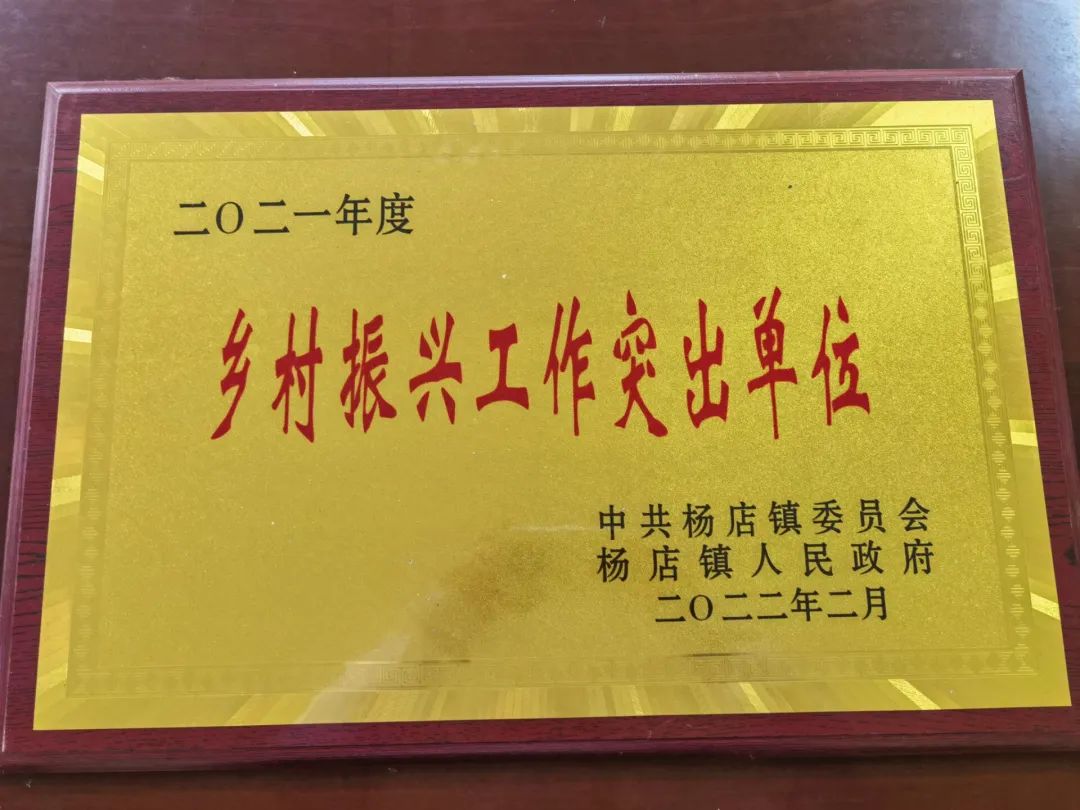 二〇二一年度
乡村振兴工作突出单位
中共杨店镇委员会
杨店镇人民政府
二〇二二年二月